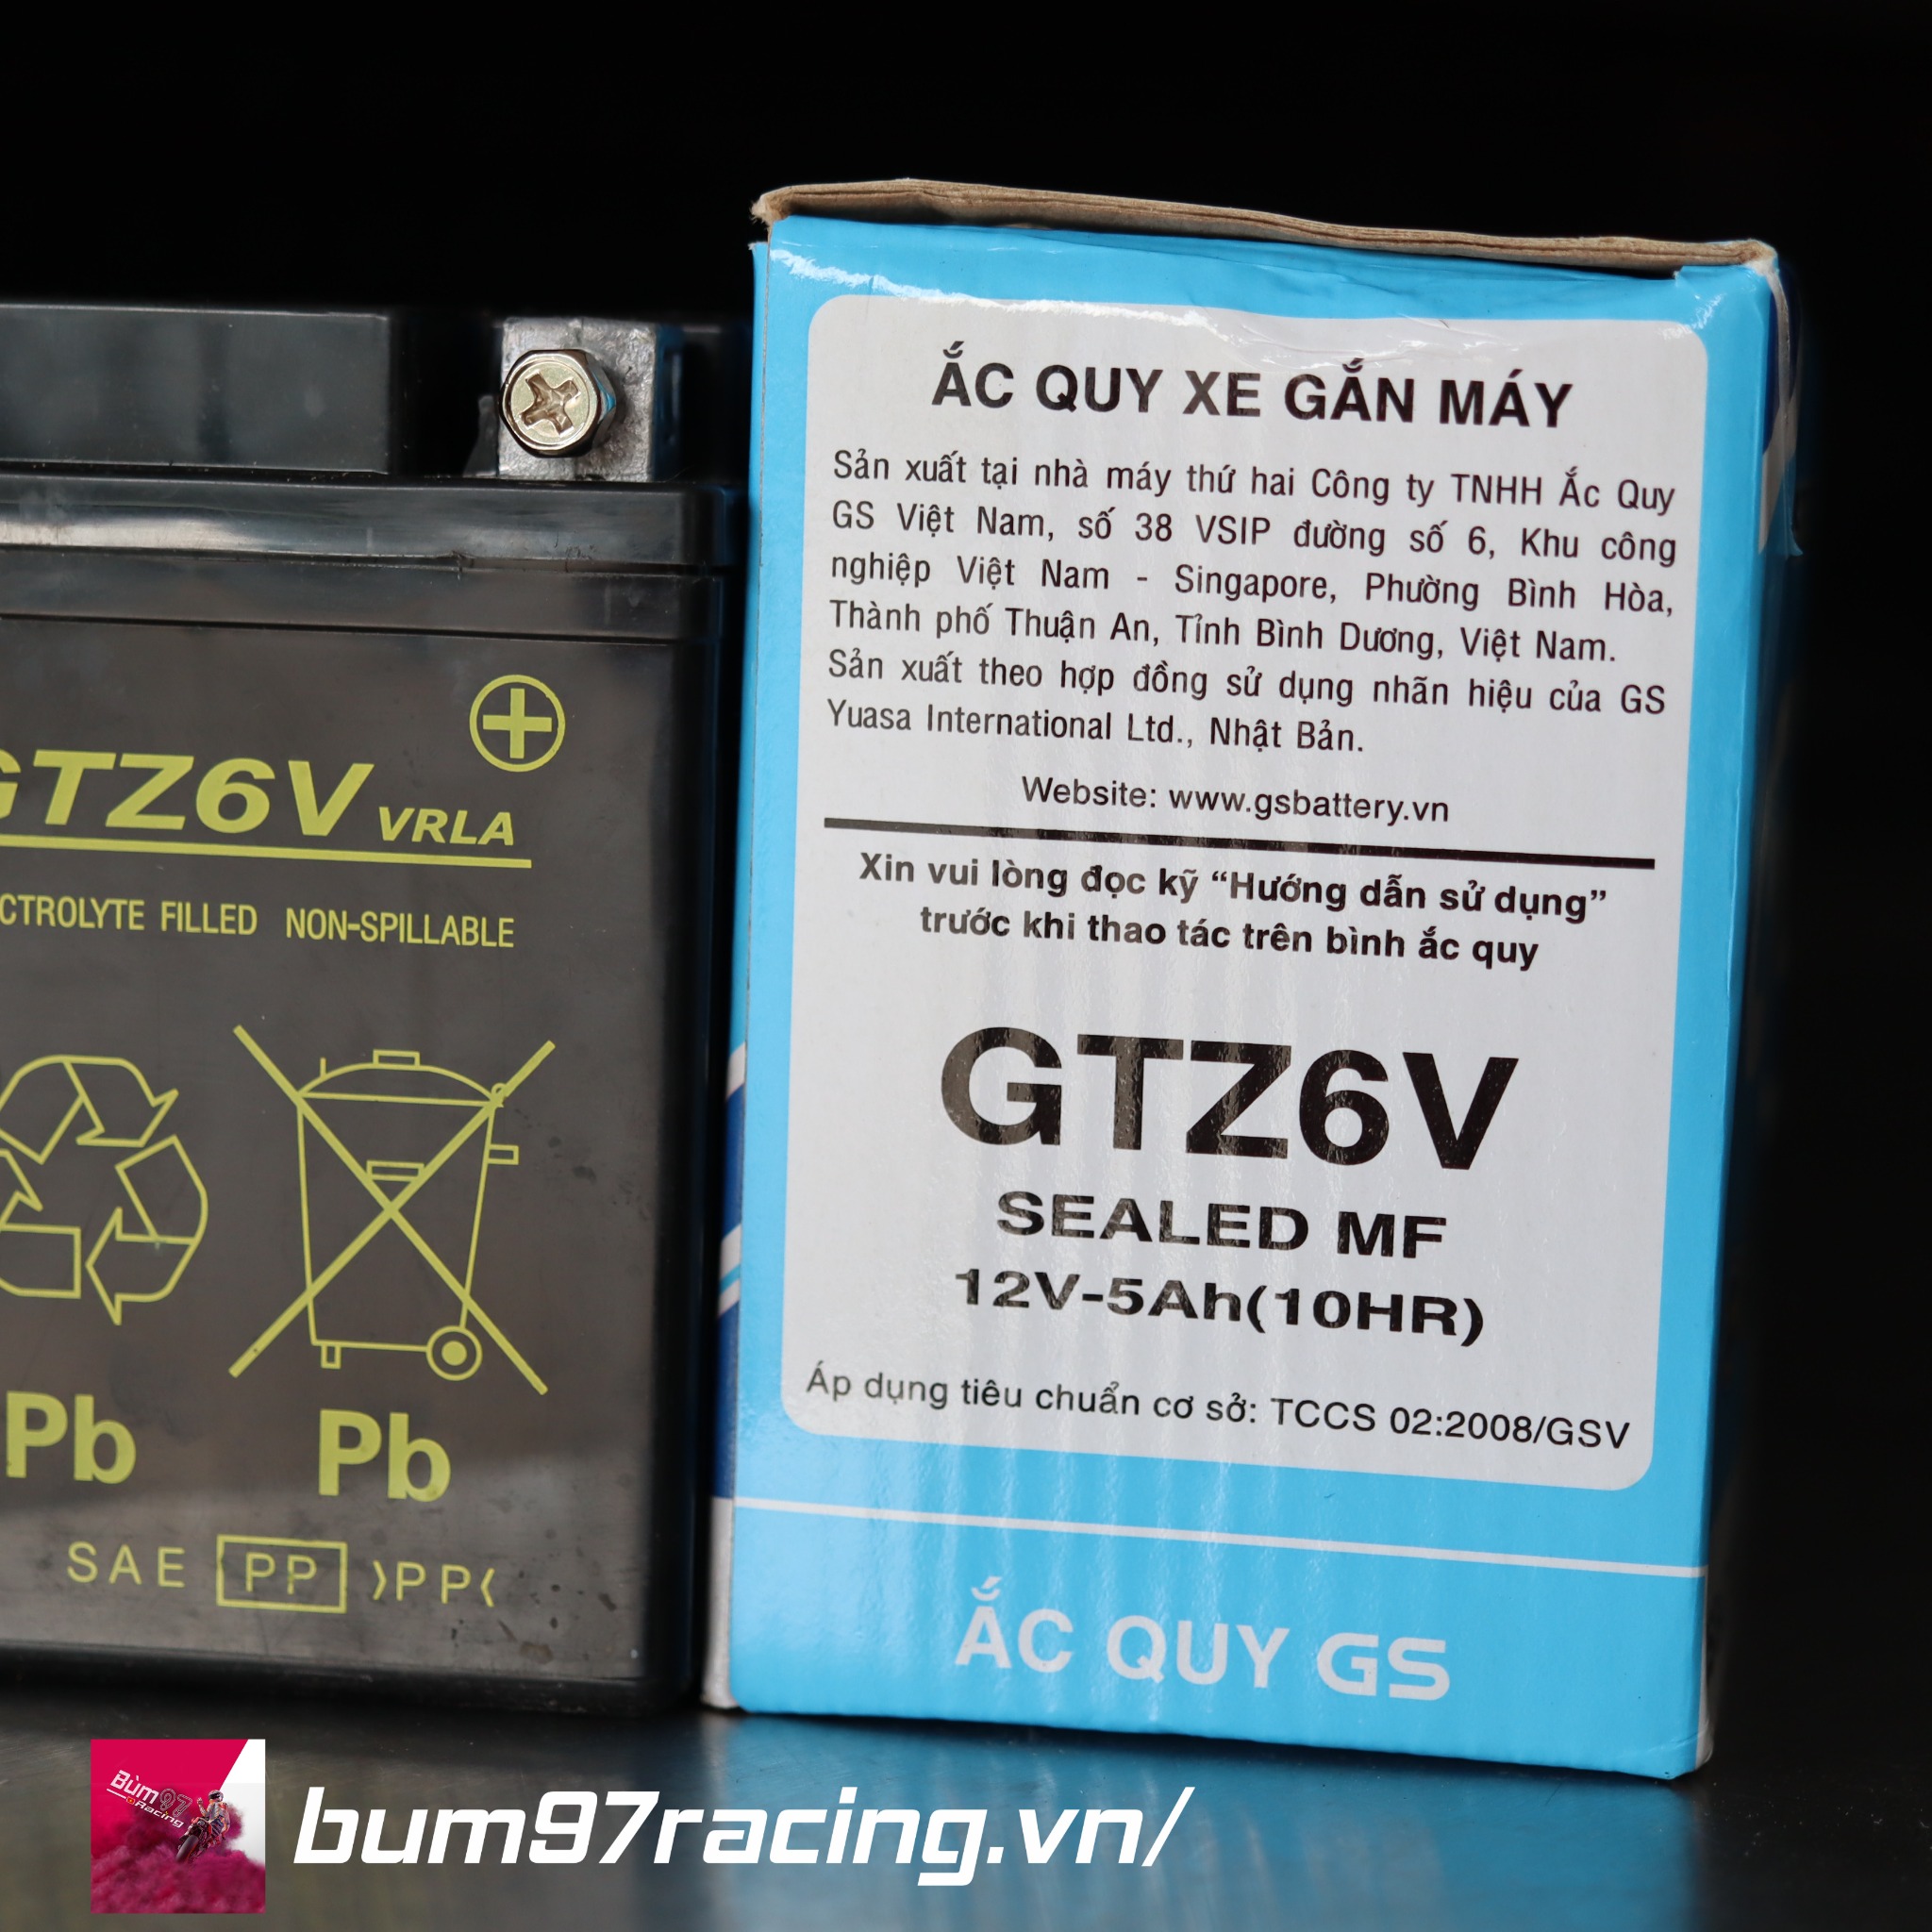 GTZ6V VRLA
FILLED NON-SPILLABLE
Pb Pb
SAE PP >PP<
ẮC QUY XE GẮN MÁY
Sản xuất tại nhà máy thứ hai Công ty TNHH Ắc Quy
GS Việt Nam, số 38 VSIP đường số 6, Khu công
nghiệp Việt Nam - Singapore, Phường Bình Hòa,
Thành phố Thuận An, Tỉnh Bình Dương, Việt Nam.
Sản xuất theo hợp đồng sử dụng nhãn hiệu của GS
Yuasa International Ltd., Nhật Bản.
Website: www.gsbattery.vn
Xin vui lòng đọc kỹ “Hướng dẫn sử dụng”
trước khi thao tác trên bình ắc quy
GTZ6V
SEALED MF
12V-5Ah(10HR)
Áp dụng tiêu chuẩn cơ sở: TCCS 02:2008/GSV
ẮC QUY GS
Bùm97
Racing
bum97racing.vn/